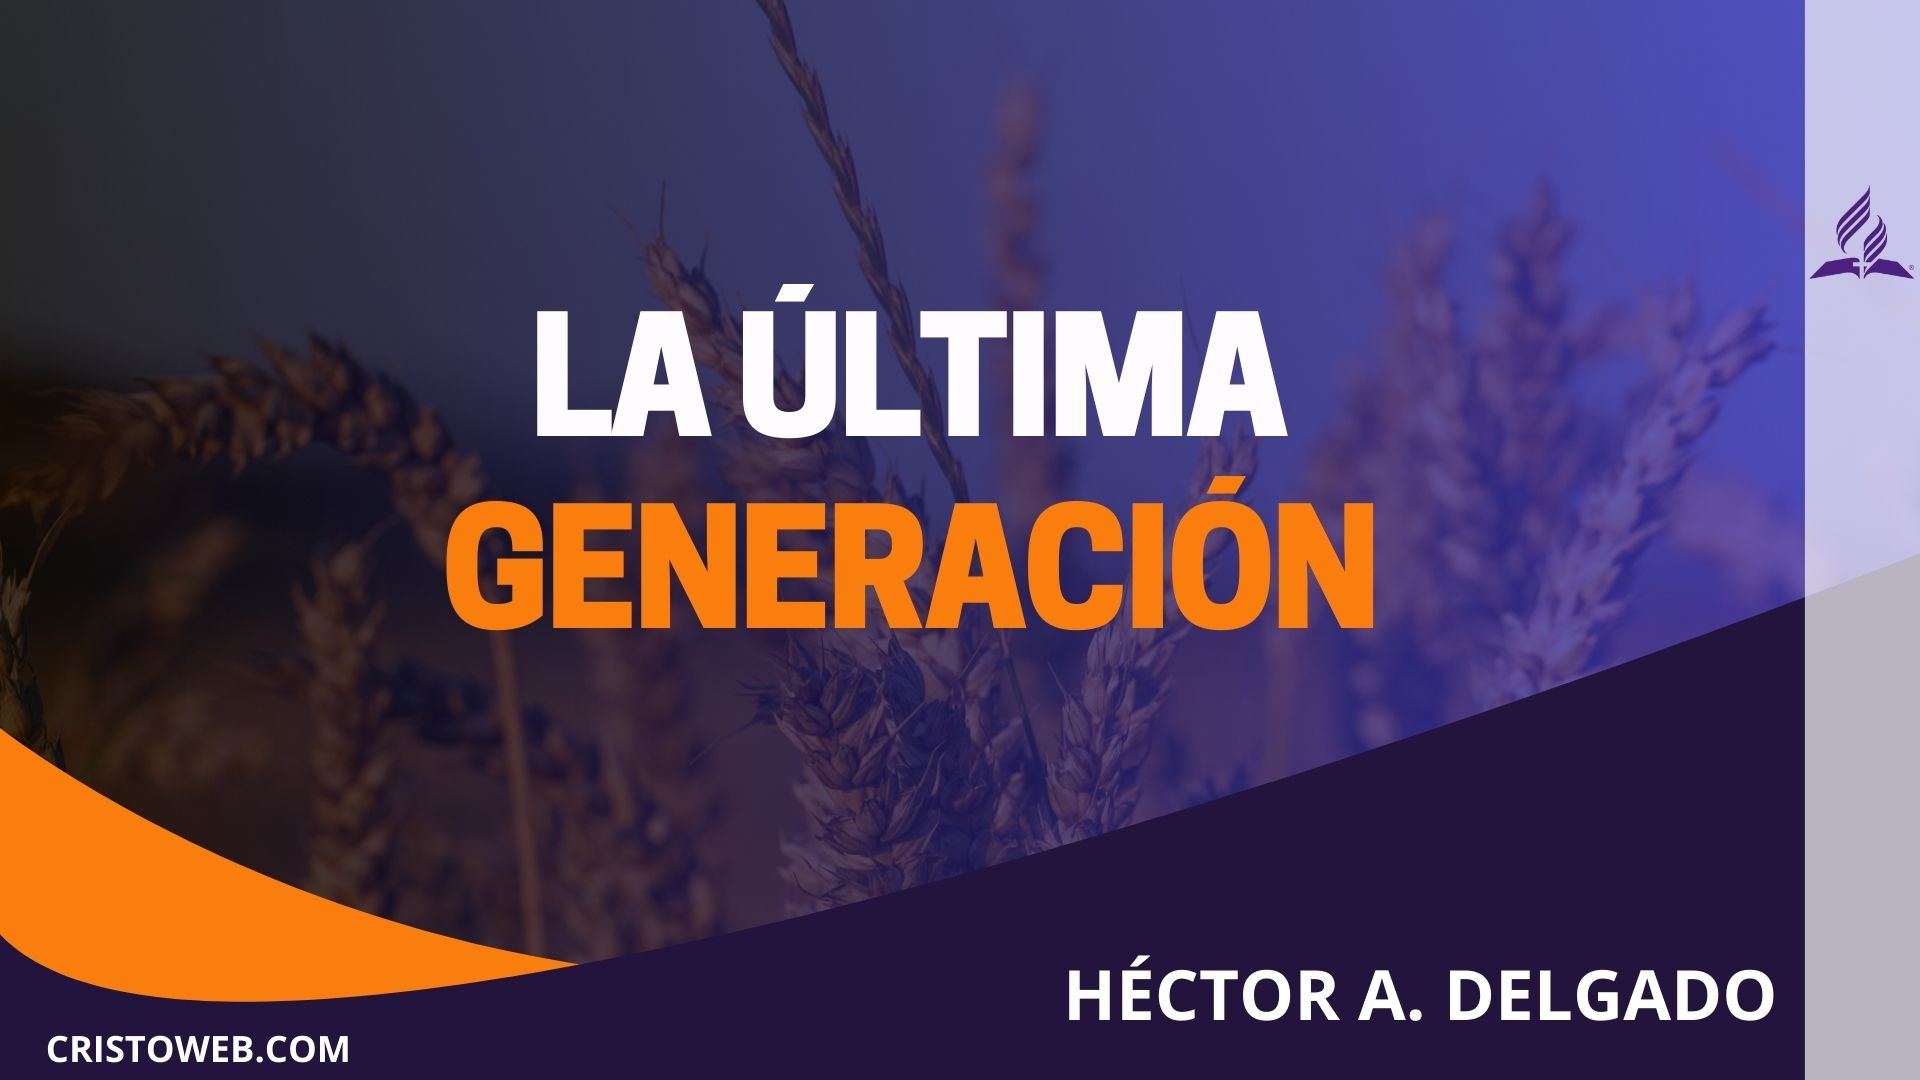 LA ÚLTIMA
GENERACIÓN
HÉCTOR A. DELGADO
CRISTOWEB.COM